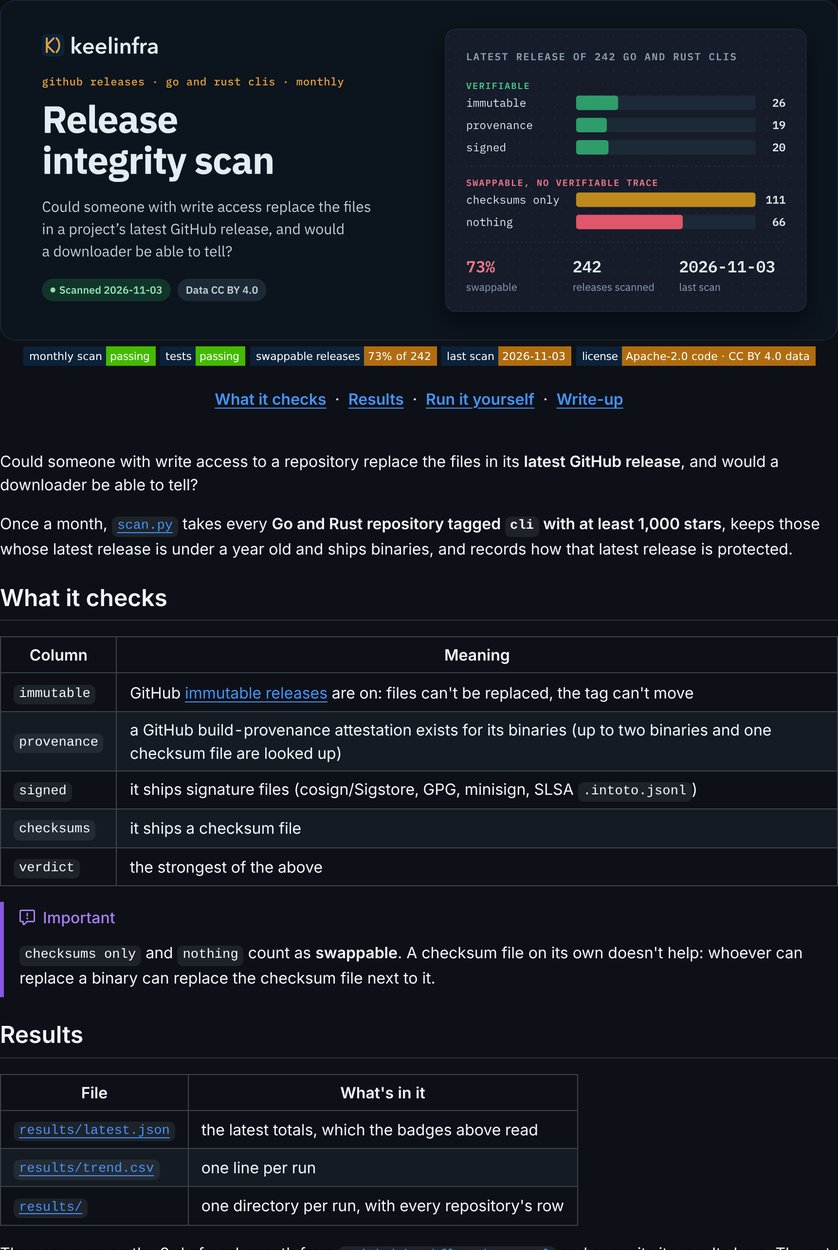 keelinfra
github releases · go and rust clis · monthly
Release
integrity scan
Could someone with write access replace the files
in a project’s latest GitHub release, and would
a downloader be able to tell?
Scanned 2026-11-03 Data CC BY 4.0
LATEST RELEASE OF 242 GO AND RUST CLIS
VERIFIABLE
immutable 26
provenance 19
signed 20
SWAPPABLE, NO VERIFIABLE TRACE
checksums only 111
nothing 66
73% 242 2026-11-03
swappable releases scanned last scan
monthly scan passing tests passing swappable releases 73% of 242 last scan 2026-11-03 license Apache-2.0 code · CC BY 4.0 data
What it checks · Results · Run it yourself · Write-up
Could someone with write access to a repository replace the files in its latest GitHub release, and would a
downloader be able to tell?
Once a month, scan.py takes every Go and Rust repository tagged cli with at least 1,000 stars, keeps those
whose latest release is under a year old and ships binaries, and records how that latest release is protected.
What it checks
Column Meaning
immutable GitHub immutable releases are on: files can't be replaced, the tag can't move
provenance a GitHub build-provenance attestation exists for its binaries (up to two binaries and one
checksum file are looked up)
signed it ships signature files (cosign/Sigstore, GPG, minisign, SLSA .intoto.jsonl)
checksums it ships a checksum file
verdict the strongest of the above
Important
checksums only and nothing count as swappable. A checksum file on its own doesn't help: whoever can
replace a binary can replace the checksum file next to it.
Results
File What's in it
results/latest.json the latest totals, which the badges above read
results/trend.csv one line per run
results/ one directory per run, with every repository's row